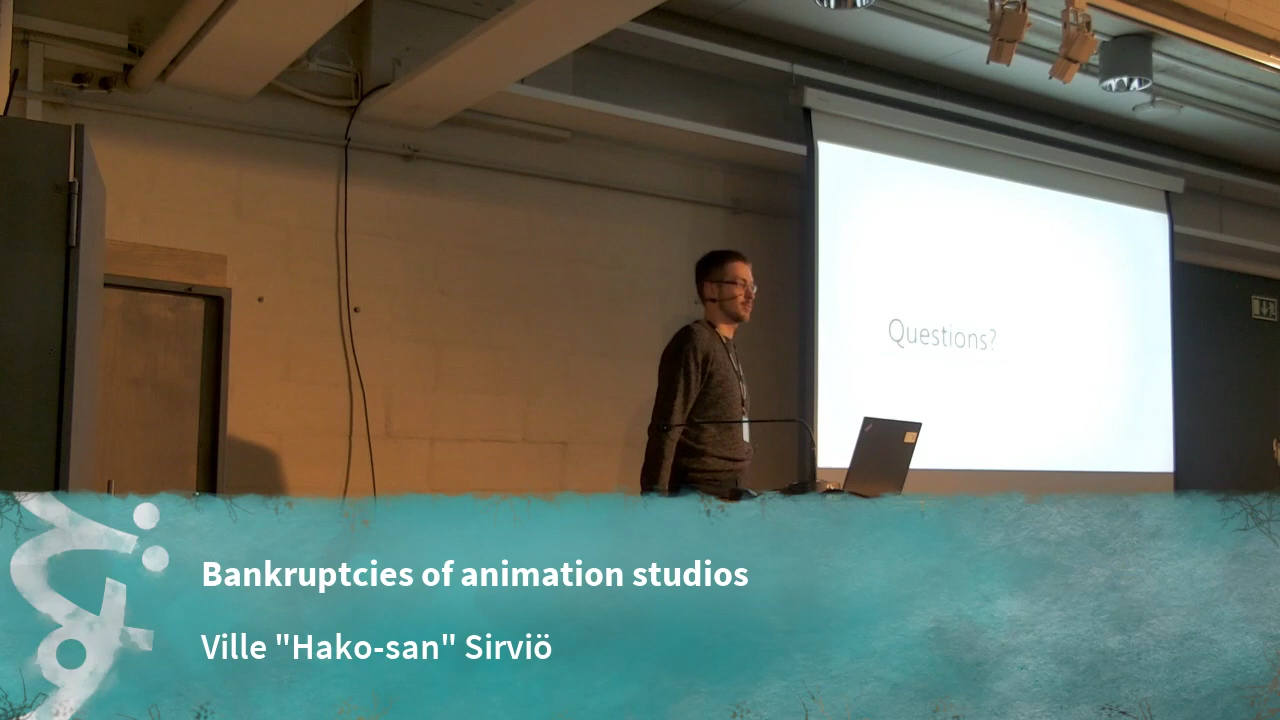 Questions?
Bankruptcies of animation studios
Ville "Hako-san" Sirviö